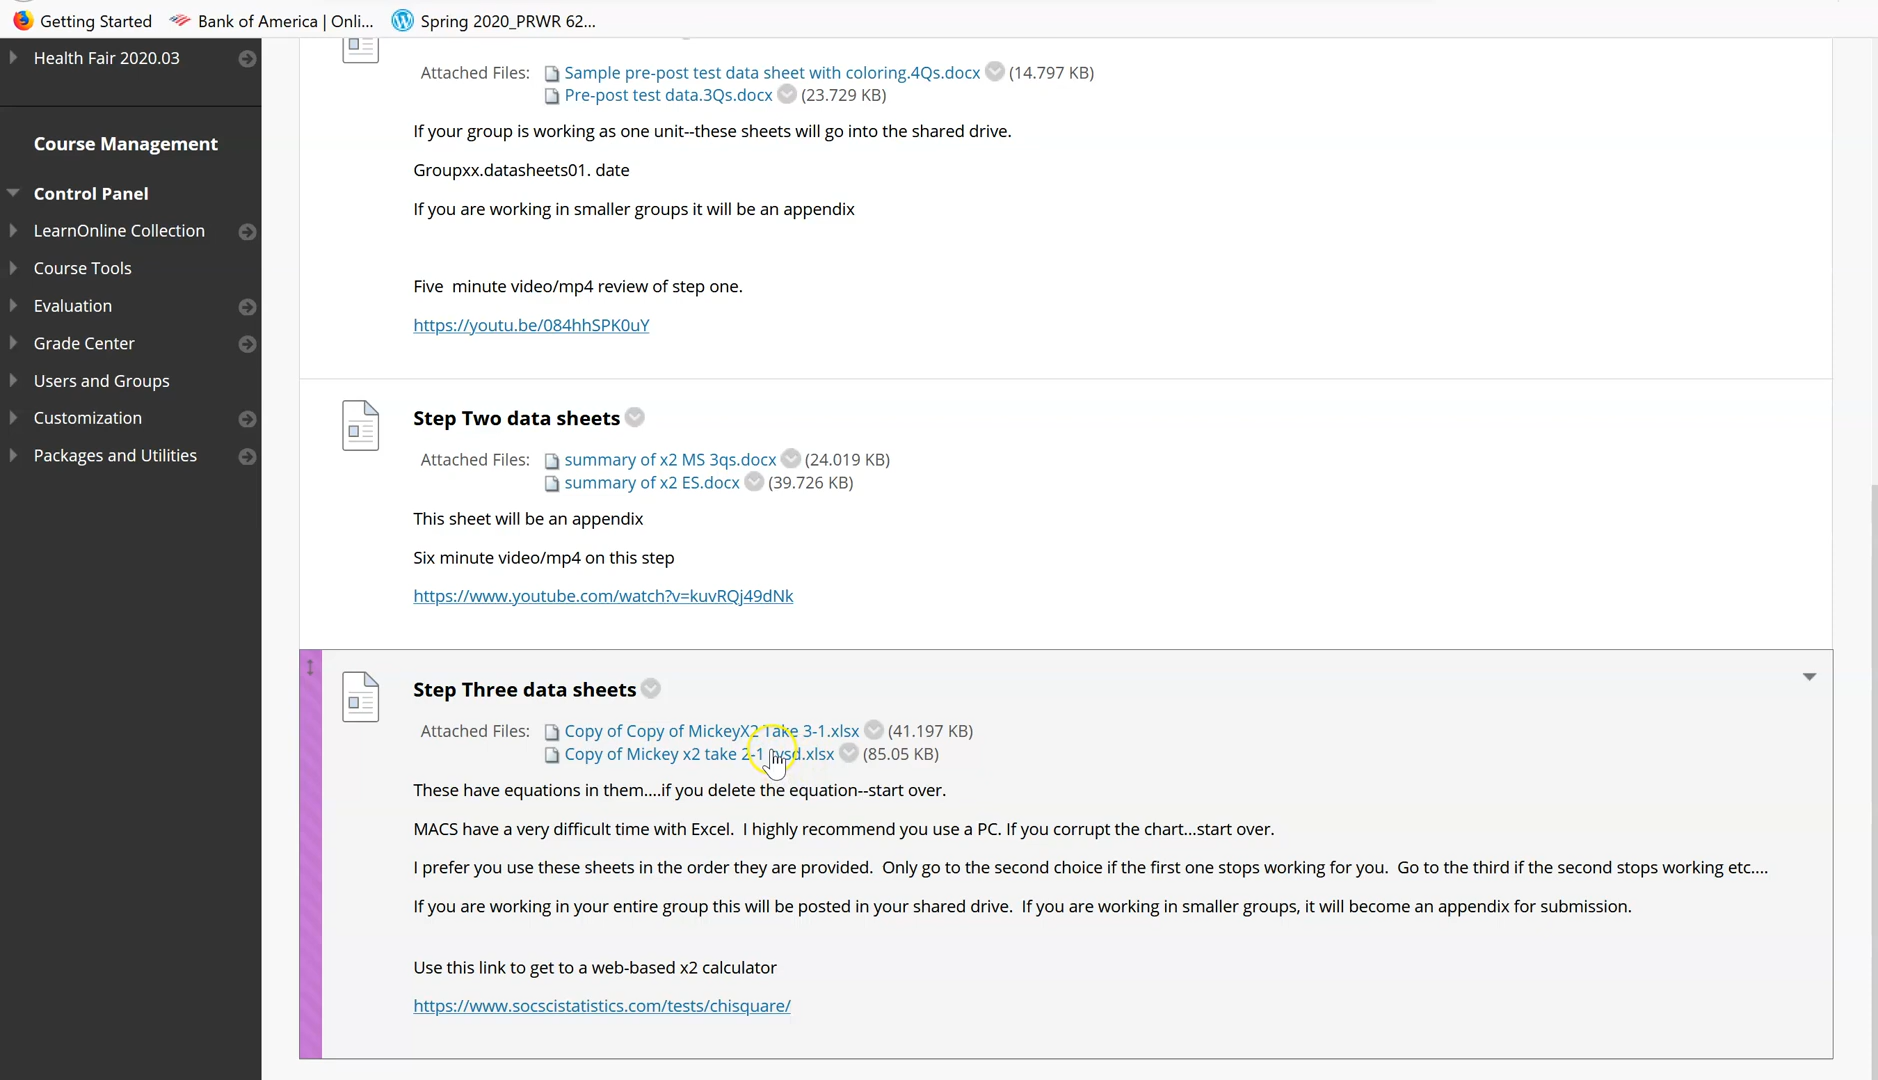 Getting Started Bank of America | Onli... Spring 2020_PRWR 62...
Health Fair 2020.03
Course Management
Control Panel
LearnOnline Collection
Course Tools
Evaluation
Grade Center
Users and Groups
Customization
Packages and Utilities
Attached Files: Sample pre-post test data sheet with coloring.4Qs.docx (14.797 KB)
Pre-post test data.3Qs.docx (23.729 KB)
If your group is working as one unit--these sheets will go into the shared drive.
Groupxx.datasheets01. date
If you are working in smaller groups it will be an appendix
Five minute video/mp4 review of step one.
https://youtu.be/084hhSPK0uY
Step Two data sheets
Attached Files: summary of x2 MS 3qs.docx (24.019 KB)
summary of x2 ES.docx (39.726 KB)
This sheet will be an appendix
Six minute video/mp4 on this step
https://www.youtube.com/watch?v=kuvRQj49dNk
Step Three data sheets
Attached Files: Copy of Copy of MickeyX2 Take 3-1.xlsx (41.197 KB)
Copy of Mickey x2 take 2-1 (85.05 KB)
These have equations in them....if you delete the equation--start over.
MACS have a very difficult time with Excel. I highly recommend you use a PC. If you corrupt the chart...start over.
I prefer you use these sheets in the order they are provided. Only go to the second choice if the first one stops working for you. Go to the third if the second stops working etc....
If you are working in your entire group this will be posted in your shared drive. If you are working in smaller groups, it will become an appendix for submission.
Use this link to get to a web-based x2 calculator
https://www.socscistatistics.com/tests/chisquare/